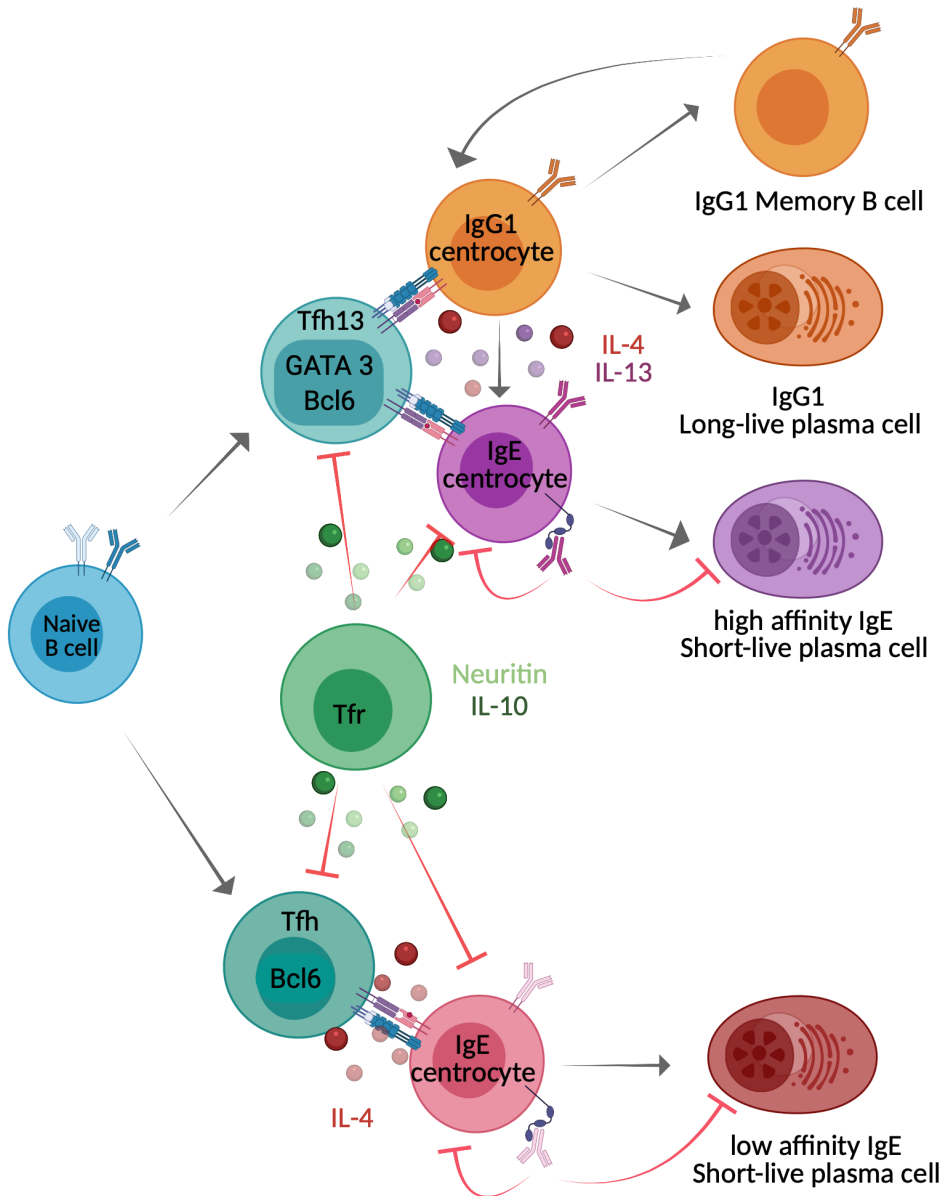 IgG1 Memory B cell
IgG1
centrocyte
Tfh13
GATA 3
Bcl6
IL-4
IL-13
IgG1
Long-live plasma cell
IgE
centrocyte
Naive
B cell
high affinity IgE
Short-live plasma cell
Neuritin
IL-10
Tfr
Tfh
Bcl6
IgE
centrocyte
IL-4
low affinity IgE
Short-live plasma cell